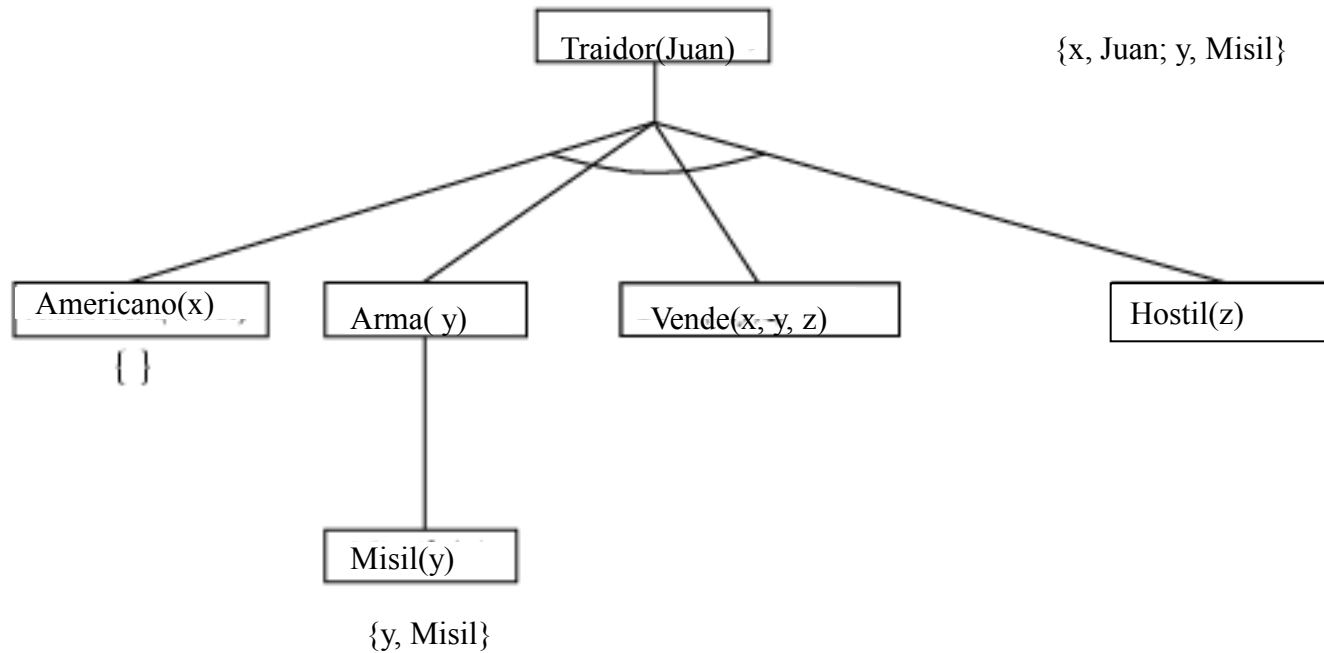 Traidor(Juan)
{x, Juan; y, Misil}
Americano(x)
Arma( y)
Vende(x, y, z)
Hostil(z)
{ }
Misil(y)
{y, Misil}